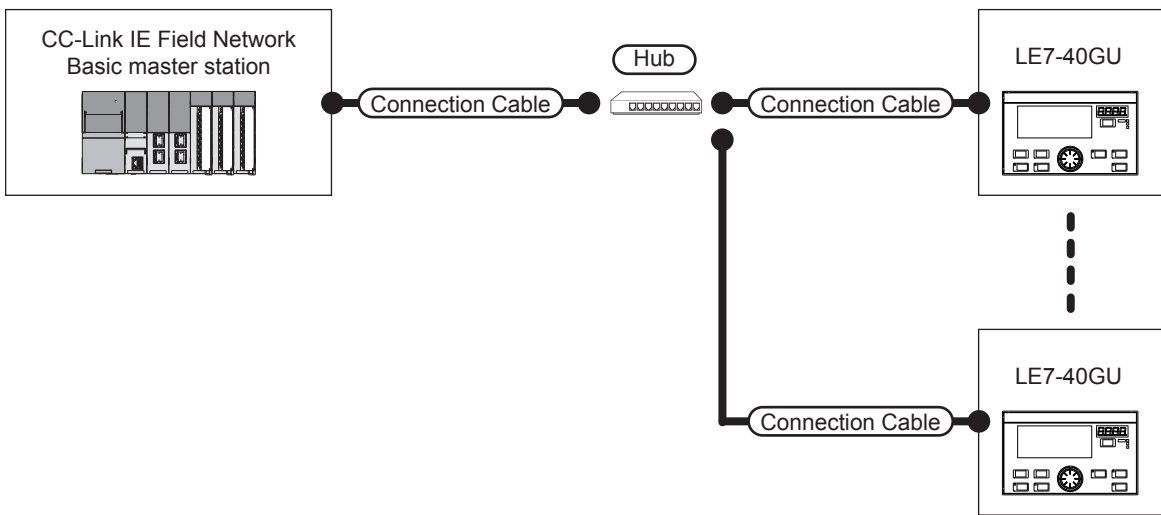 CC-Link IE Field Network
Basic master station
Connection Cable
Hub
Connection Cable
LE7-40GU
Connection Cable
LE7-40GU